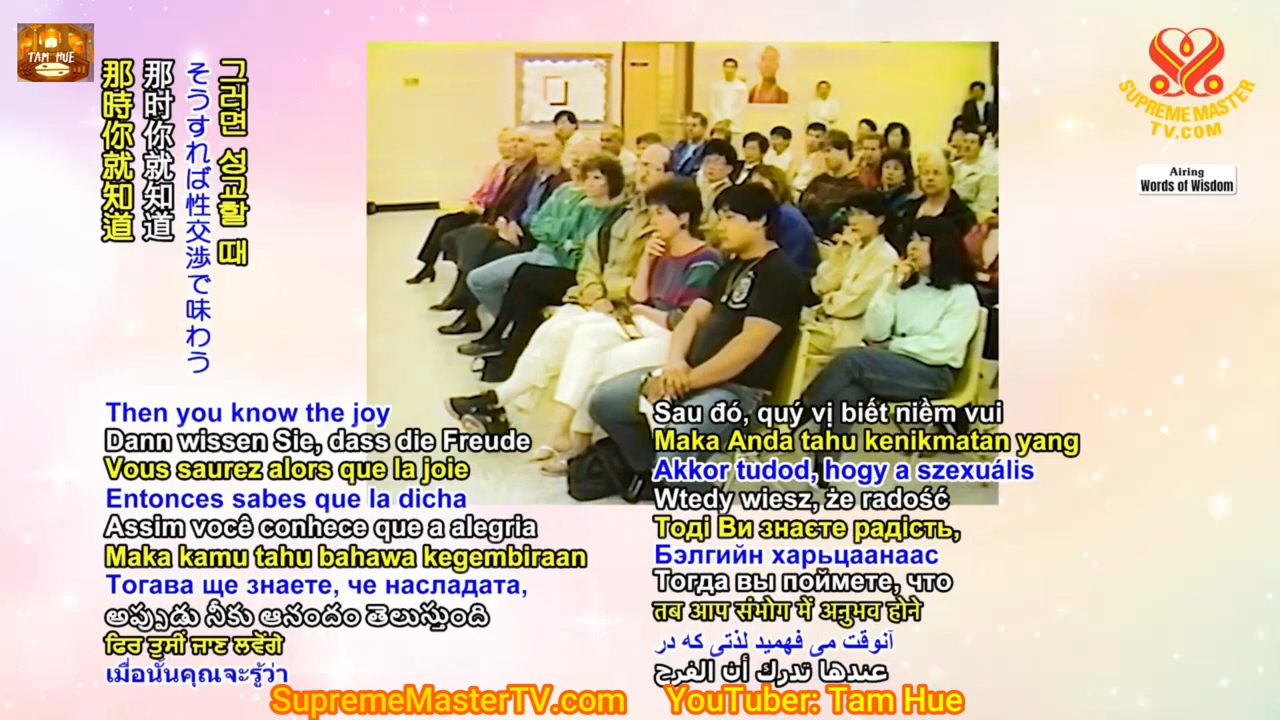 TAM HUE
那時你就知道
那时你就知道
そうすれば性交渉で味わう
그러면 성교할 때
SUPREME MASTER
TV.COM
Airing
Words of Wisdom
Then you know the joy
Dann wissen Sie, dass die Freude
Vous saurez alors que la joie
Entonces sabes que la dicha
Assim você conhece que a alegria
Maka kamu tahu bahawa kegembiraan
Тогава ще знаете, че насладата,
అప్పుడు నీకు ఆనందం తెలుస్తుంది
ਫਿਰ ਤੁਸੀਂ ਜਾਣ ਲਵੋਂਗੇ
เมื่อนั้นคุณจะรู้ว่า
Sau đó, quý vị biết niềm vui
Maka Anda tahu kenikmatan yang
Akkor tudod, hogy a szexuális
Wtedy wiesz, że radość
Тоді Ви знаєте радість,
Бэлгийн харьцаанаас
Тогда вы поймете, что
तब आप संभोग में अनुभव होने
آنوقت می فهمید لذتی که در
عندها تدرك أن الفرح
SupremeMasterTV.com
YouTuber: Tam Hue